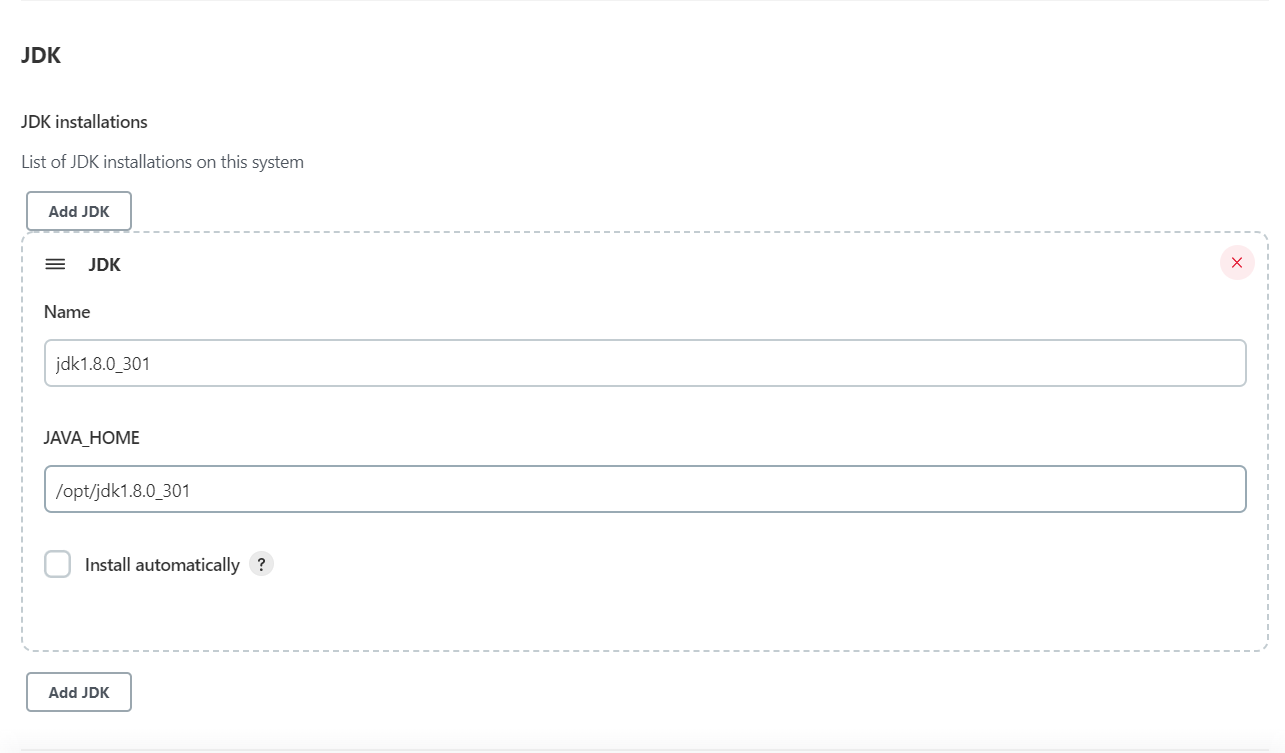 JDK
JDK installations
List of JDK installations on this system
Add JDK
JDK
Name
jdk1.8.0_301
JAVA_HOME
/opt/jdk1.8.0_301
Install automatically ?
Add JDK